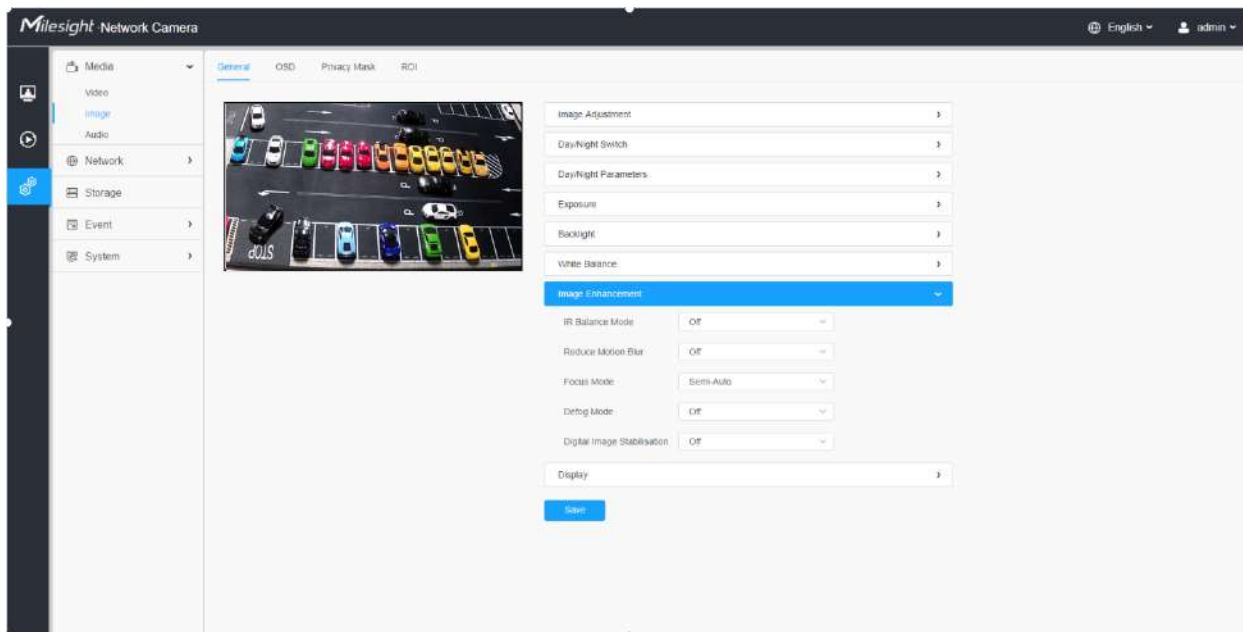 Milesight Network Camera
English
admin
Media
Video
Image
Audio
Network
Storage
Event
System
General OSD Privacy Mask ROI
P
P
STOP
Image Adjustment
Day/Night Switch
Day/Night Parameters
Exposure
Backlight
White Balance
Image Enhancement
IR Balance Mode Off
Reduce Motion Blur Off
Focus Mode Semi-Auto
Defog Mode Off
Digital Image Stabilisation Off
Display
Save